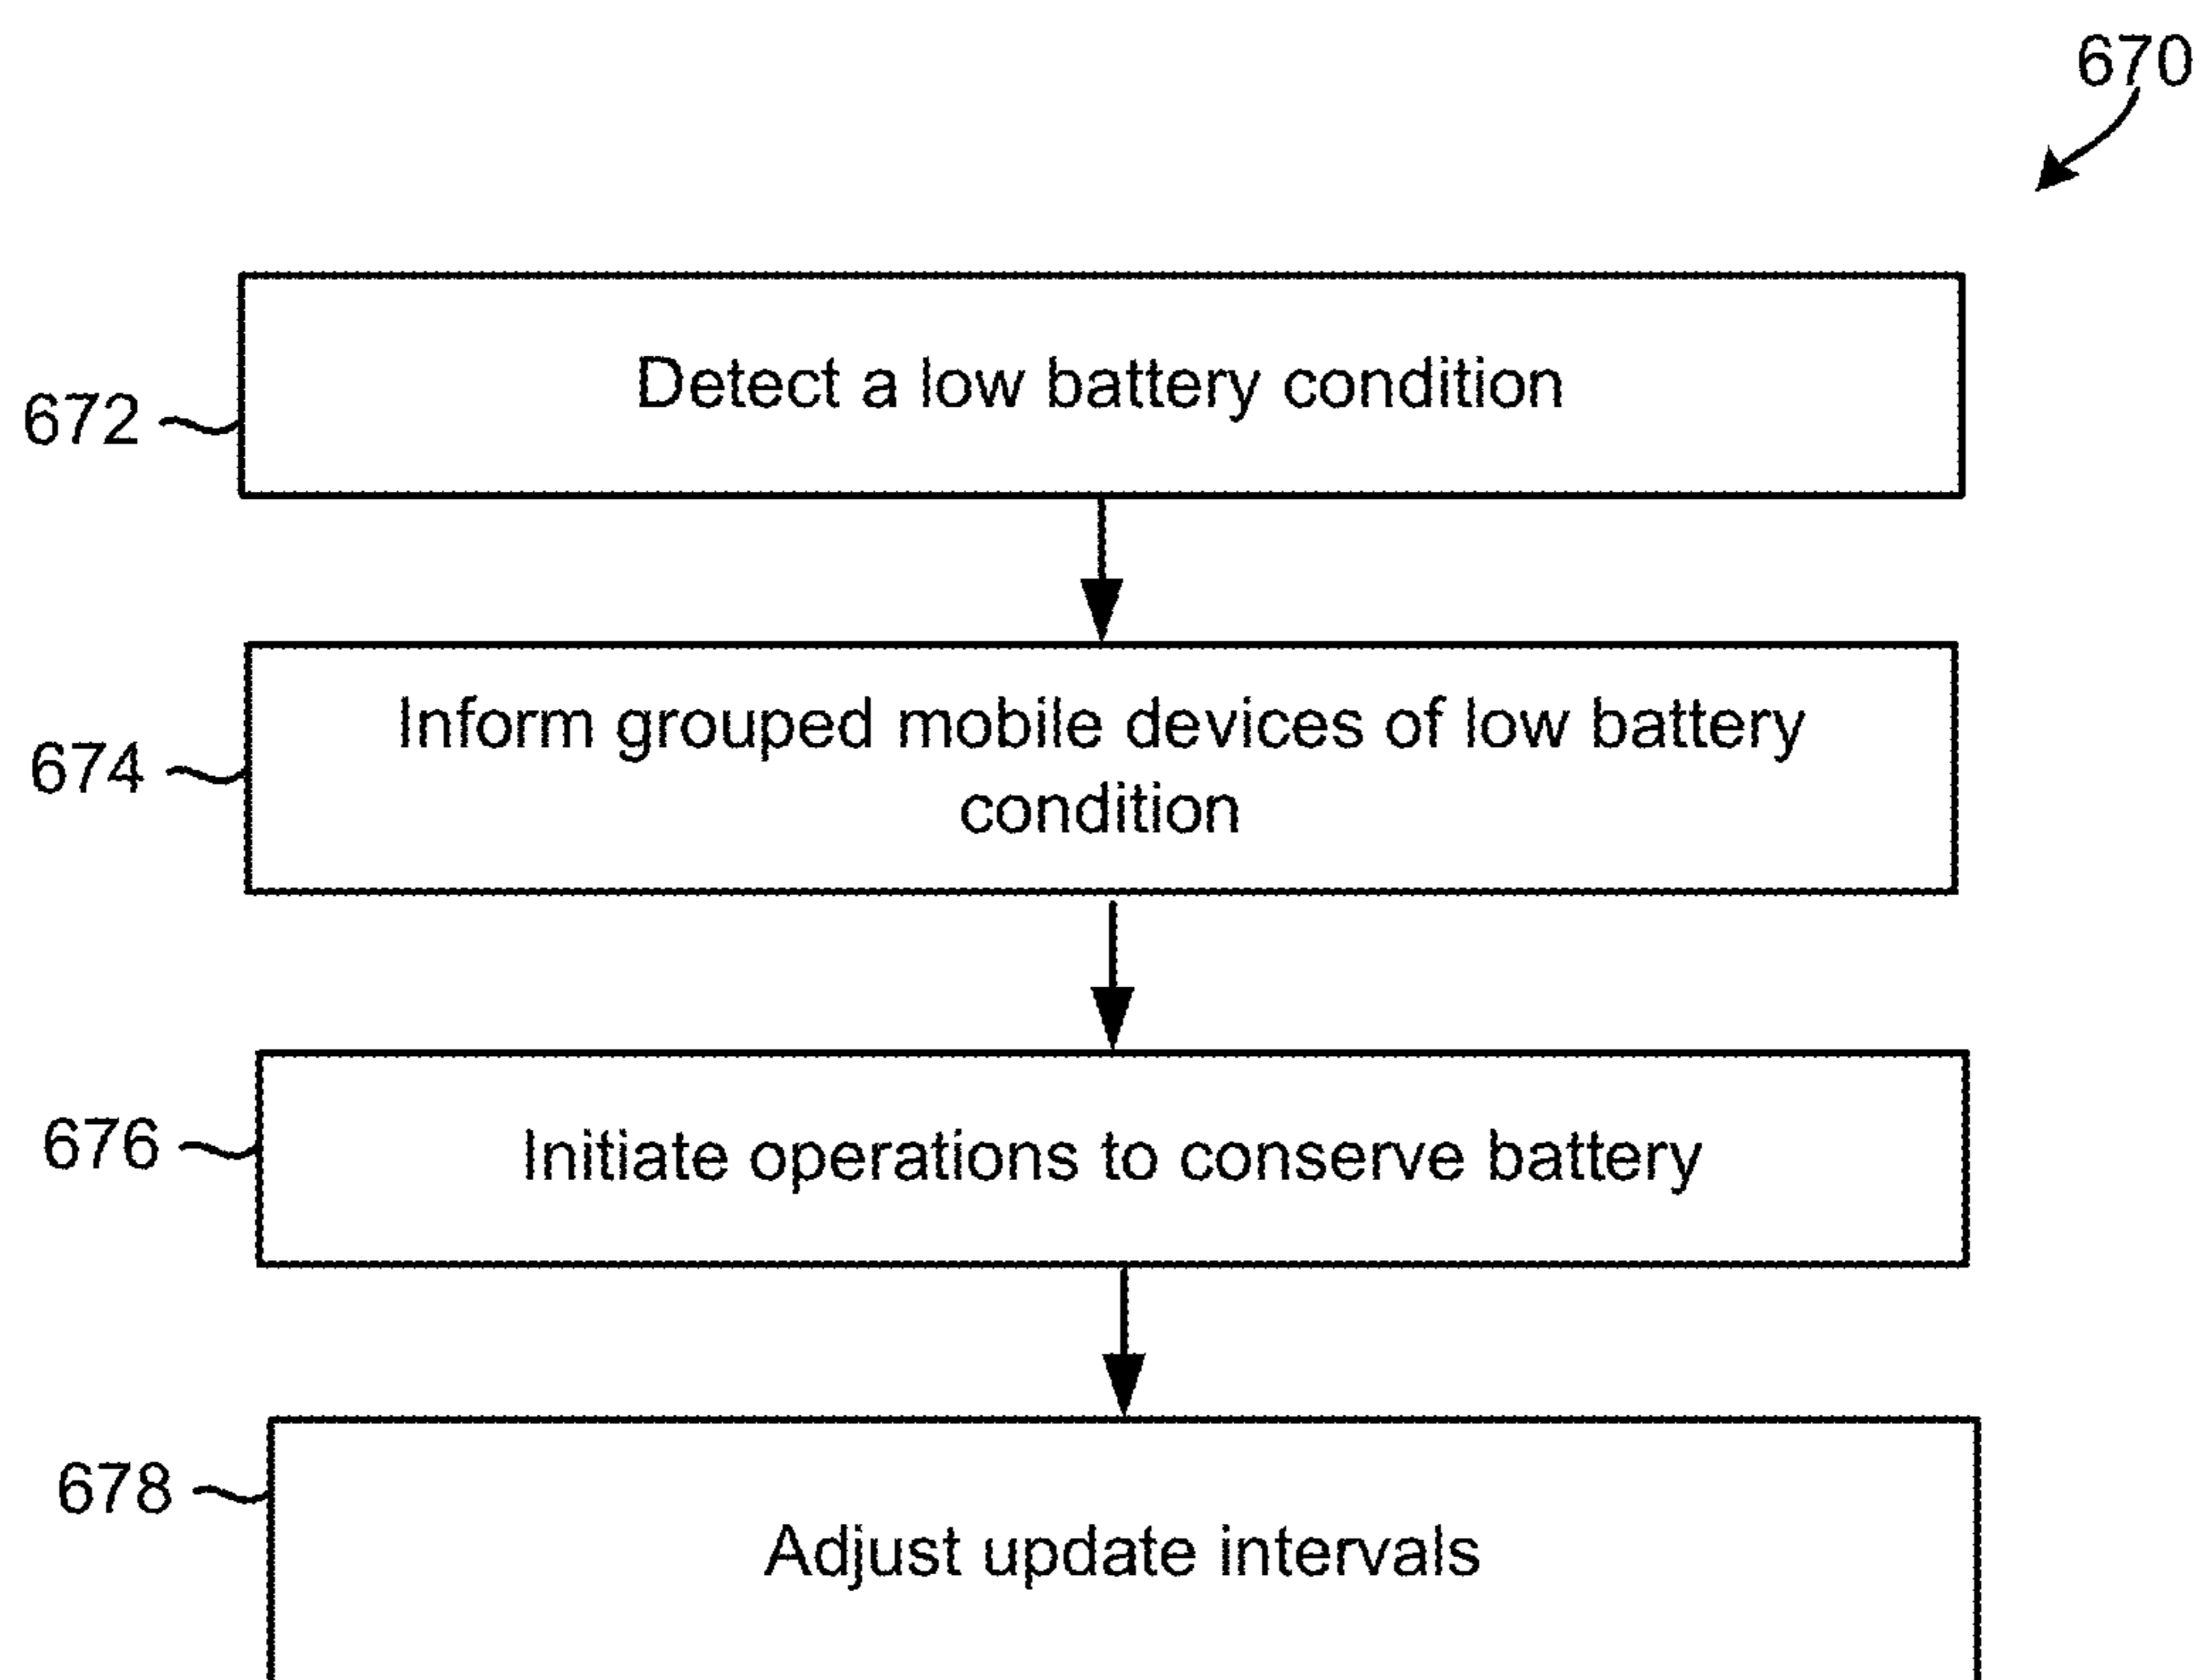 670
672
Detect a low battery condition
674
Inform grouped mobile devices of low battery
condition
676
Initiate operations to conserve battery
678
Adjust update intervals